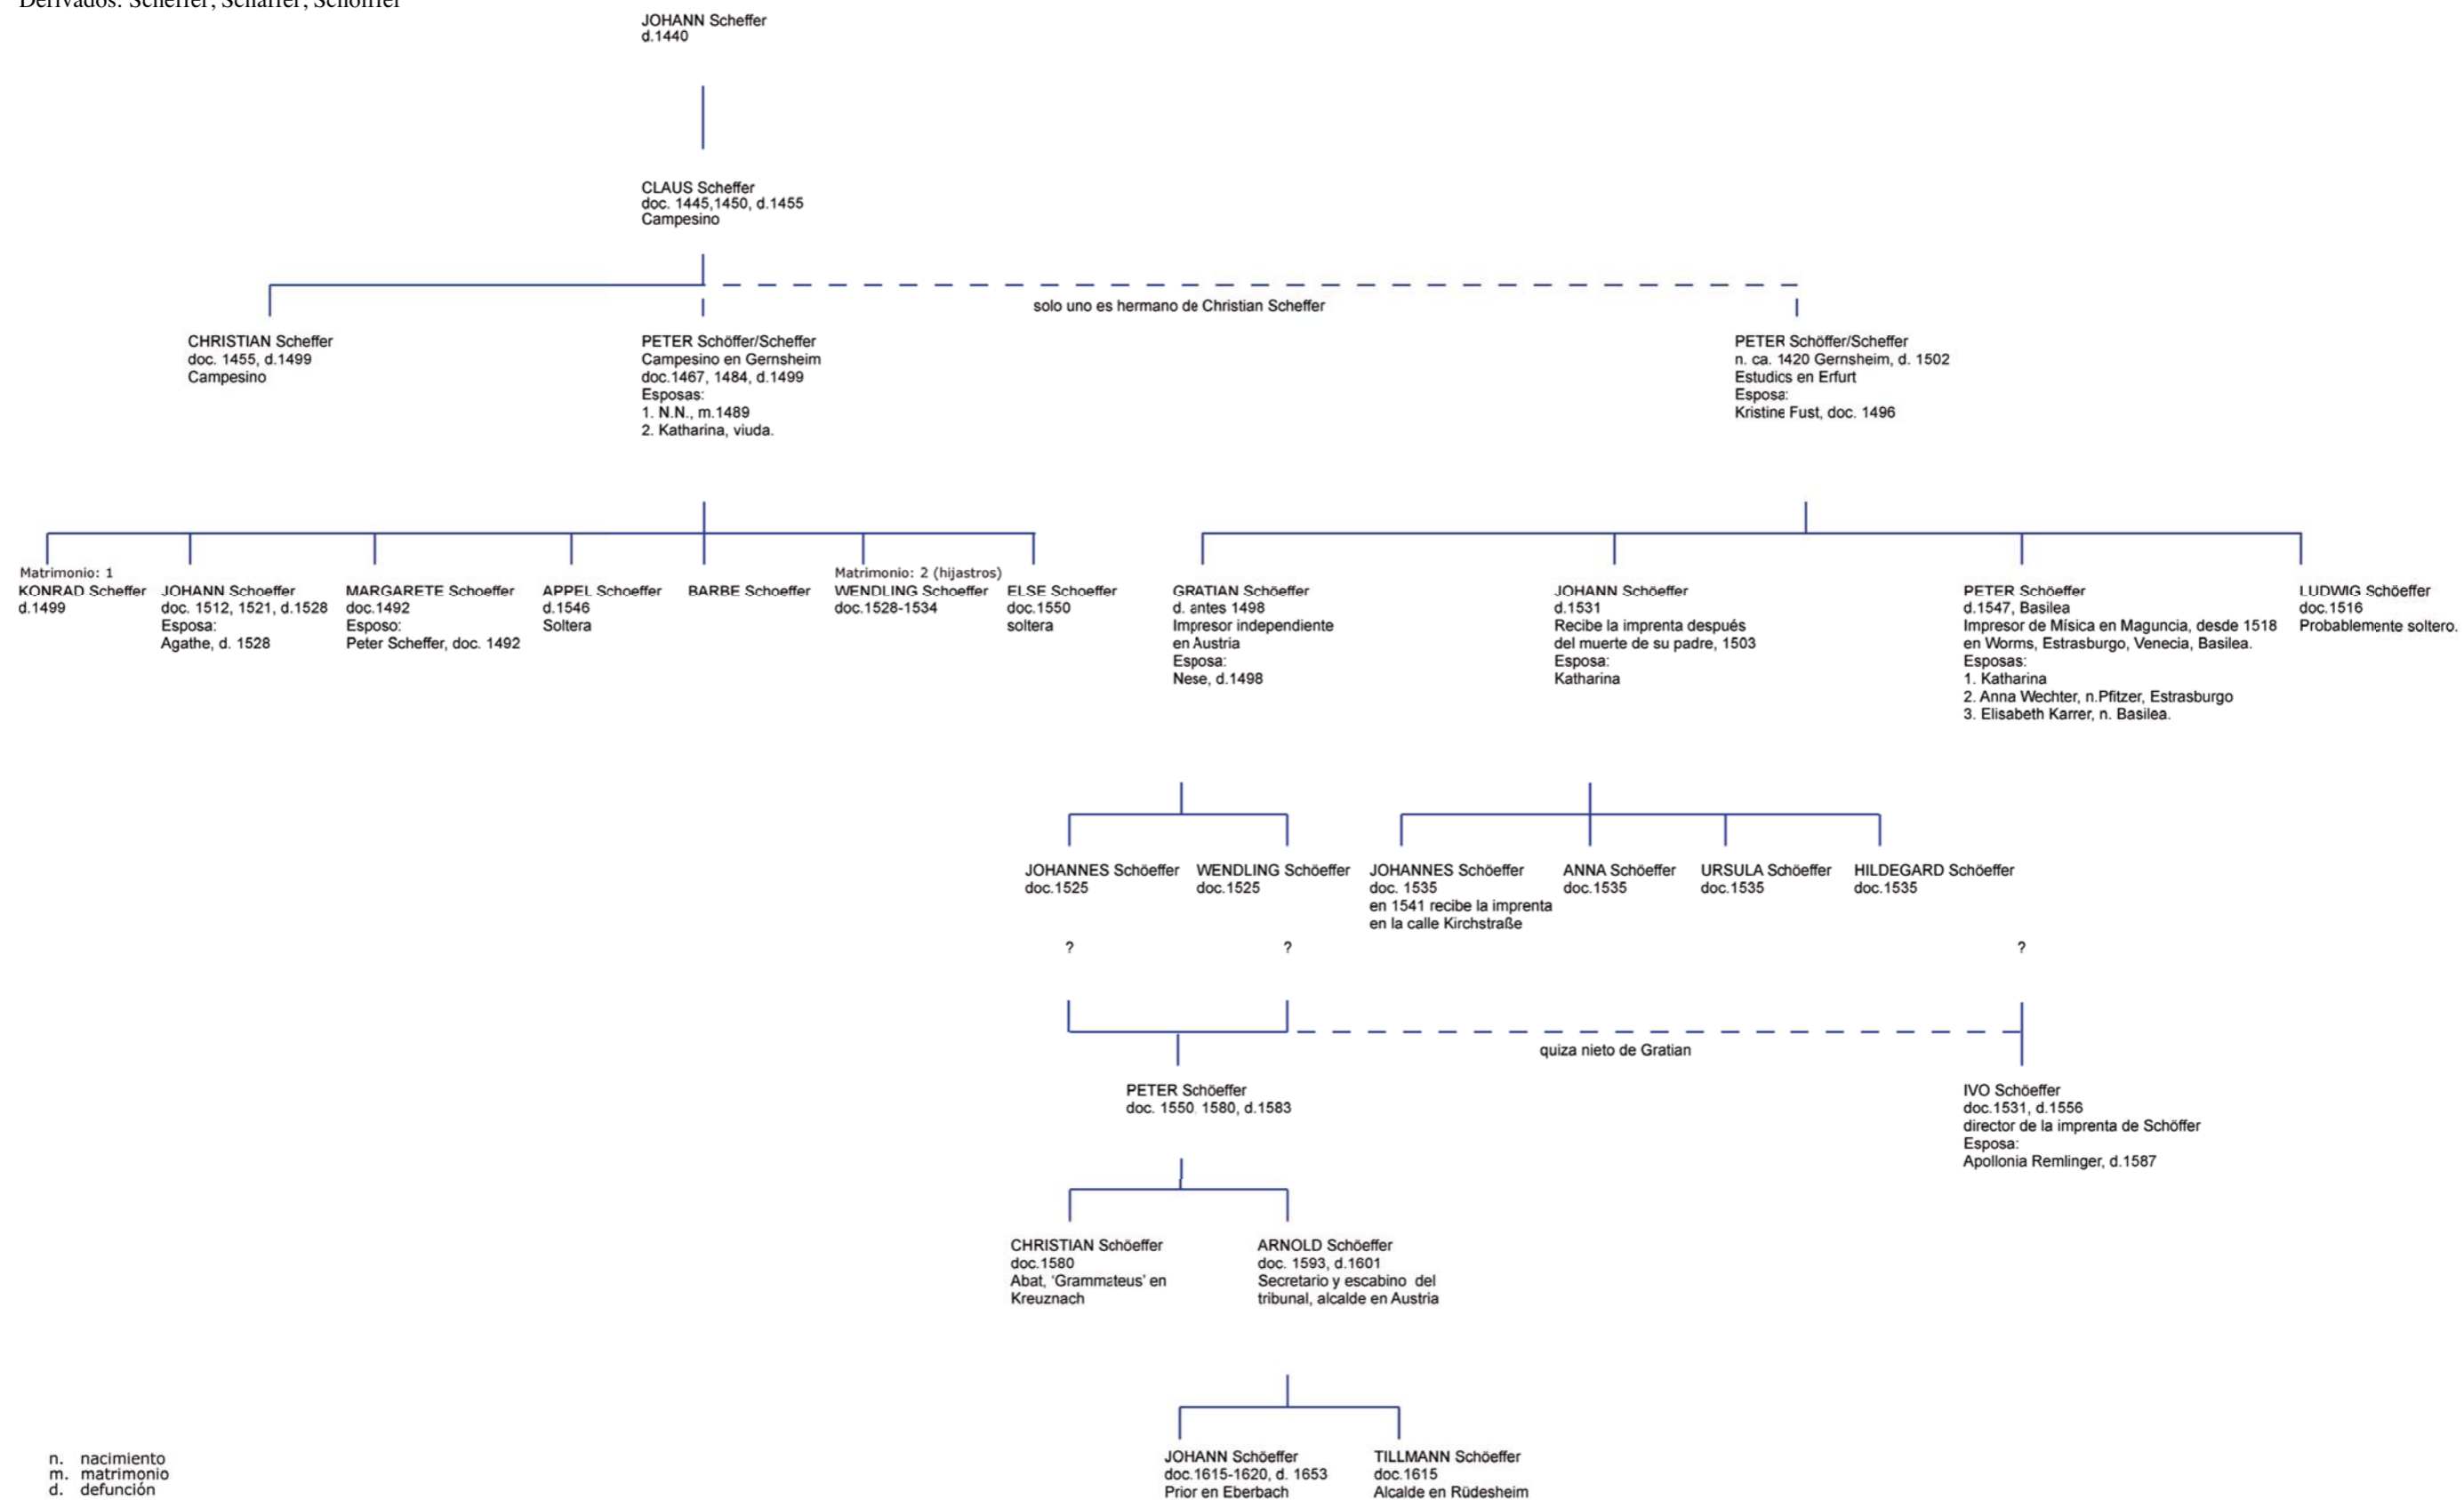 Derivados: Scheffer, Schäffer, Schöffer
JOHANN Scheffer
d.1440
CLAUS Scheffer
doc. 1445,1450, d.1455
Campesino
solo uno es hermano de Christian Scheffer
CHRISTIAN Scheffer
doc. 1455, d.1499
Campesino
PETER Schöffer/Scheffer
Campesino en Gernsheim
doc.1467, 1484, d.1499
Esposas:
1. N.N., m.1489
2. Katharina, viuda.
PETER Schöffer/Scheffer
n. ca. 1420 Gernsheim, d. 1502
Estudics en Erfurt
Esposa:
Kristine Fust, doc. 1496
Matrimonio: 1
KONRAD Scheffer
d.1499
JOHANN Schoeffer
doc. 1512, 1521, d.1528
Esposa:
Agathe, d. 1528
MARGARETE Schoeffer
doc.1492
Esposo:
Peter Scheffer, doc. 1492
APPEL Schoeffer
d.1546
Soltera
BARBE Schoeffer
Matrimonio: 2 (hijastros)
WENDLING Schoeffer
doc.1528-1534
ELSE Schoeffer
doc.1550
soltera
GRATIAN Schöeffer
d. antes 1498
Impresor independiente
en Austria
Esposa:
Nese, d.1498
JOHANN Schöeffer
d.1531
Recibe la imprenta después
del muerte de su padre, 1503
Esposa:
Katharina
PETER Schöeffer
d.1547, Basilea
Impresor de Mísica en Maguncia, desde 1518
en Worms, Estrasburgo, Venecia, Basilea.
Esposas:
1. Katharina
2. Anna Wechter, n.Pfitzer, Estrasburgo
3. Elisabeth Karrer, n. Basilea.
LUDWIG Schöeffer
doc.1516
Probablemente soltero.
JOHANNES Schöeffer
doc.1525
WENDLING Schöeffer
doc.1525
JOHANNES Schöeffer
doc. 1535
en 1541 recibe la imprenta
en la calle Kirchstraße
ANNA Schöeffer
doc.1535
URSULA Schöeffer
doc.1535
HILDEGARD Schöeffer
doc.1535
?
?
?
quiza nieto de Gratian
PETER Schöeffer
doc. 1550, 1580, d.1583
IVO Schöeffer
doc.1531, d.1556
director de la imprenta de Schöffer
Esposa:
Apollonia Remlinger, d.1587
CHRISTIAN Schöeffer
doc.1580
Abat, 'Grammateus' en
Kreuznach
ARNOLD Schöeffer
doc. 1593, d.1601
Secretario y escabino del
tribunal, alcalde en Austria
JOHANN Schöeffer
doc.1615-1620, d. 1653
Prior en Eberbach
TILLMANN Schöeffer
doc.1615
Alcalde en Rüdesheim
n. nacimiento
m. matrimonio
d. defunción